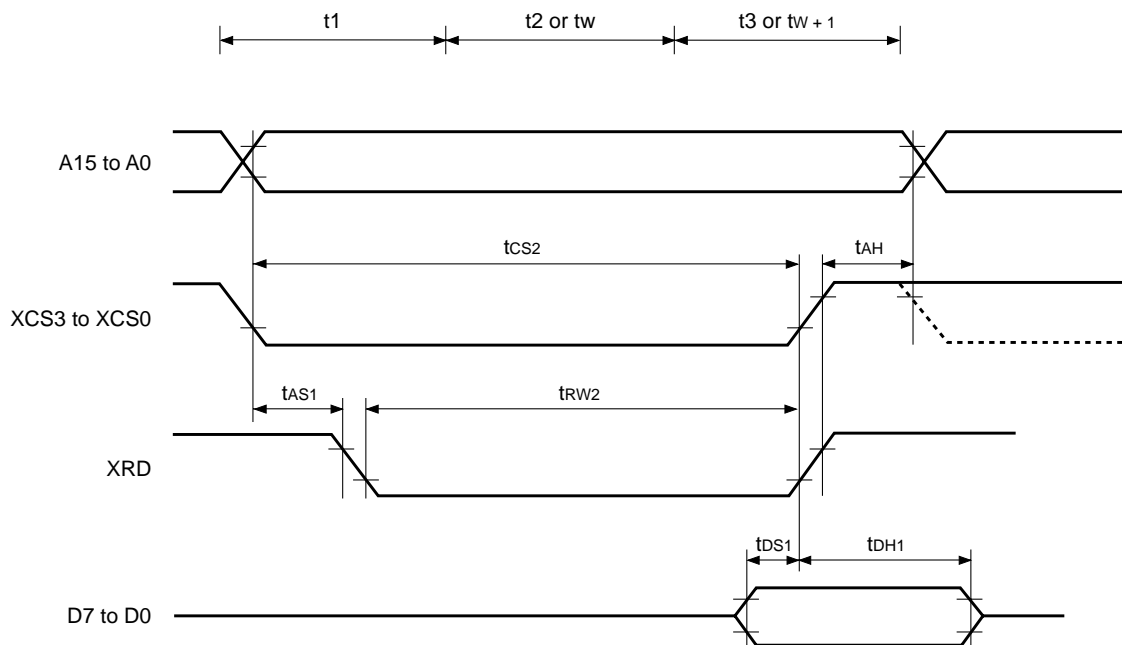 t1 t2 or tw t3 or tW + 1
A15 to A0
tCS2 tAH
XCS3 to XCS0
tAS1 tRW2
XRD
tDS1 tDH1
D7 to D0